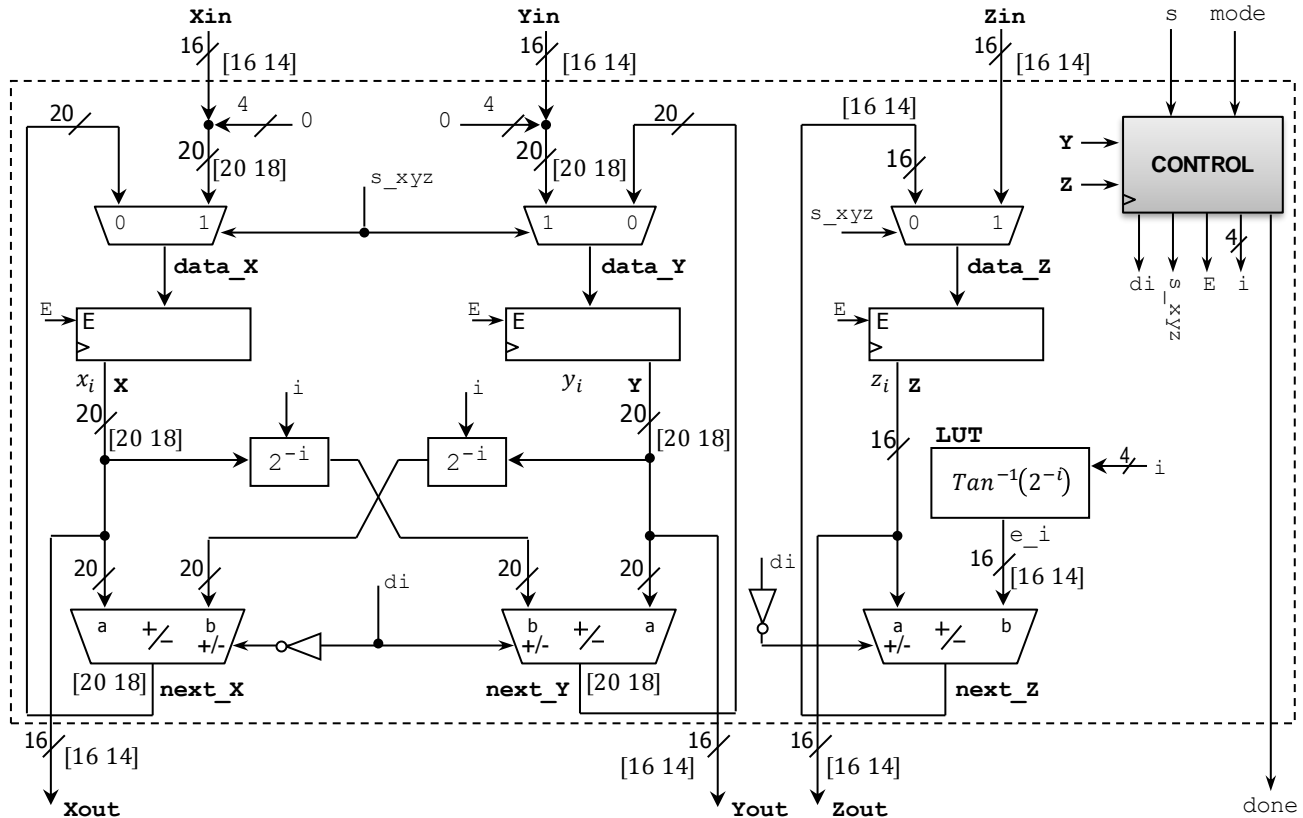 Xin Yin Zin s mode
16 16 16
[16 14] [16 14] [16 14]
20 4 0 0 4 20 [16 14]
20 [20 18] 20 [20 18] 16
s_xyz
Y
Z
CONTROL
0 1 1 0 s_xyz 0 1
4
data_X data_Y data_Z
di s_xyz E i
E E E E E E
x_i X i y_i i Y z_i Z
20 [20 18] 20 [20 18]
16 LUT
2^{-i} 2^{-i} Tan^{-1}(2^{-i}) 4 i
e_i
20 20 20 20 16
di di [16 14]
a +/- b +/- b +/- +/- a a +/- +/- b
[20 18] next_X next_Y [20 18] next_Z
16 [16 14] 16 [16 14] 16 [16 14]
Xout Yout Zout done